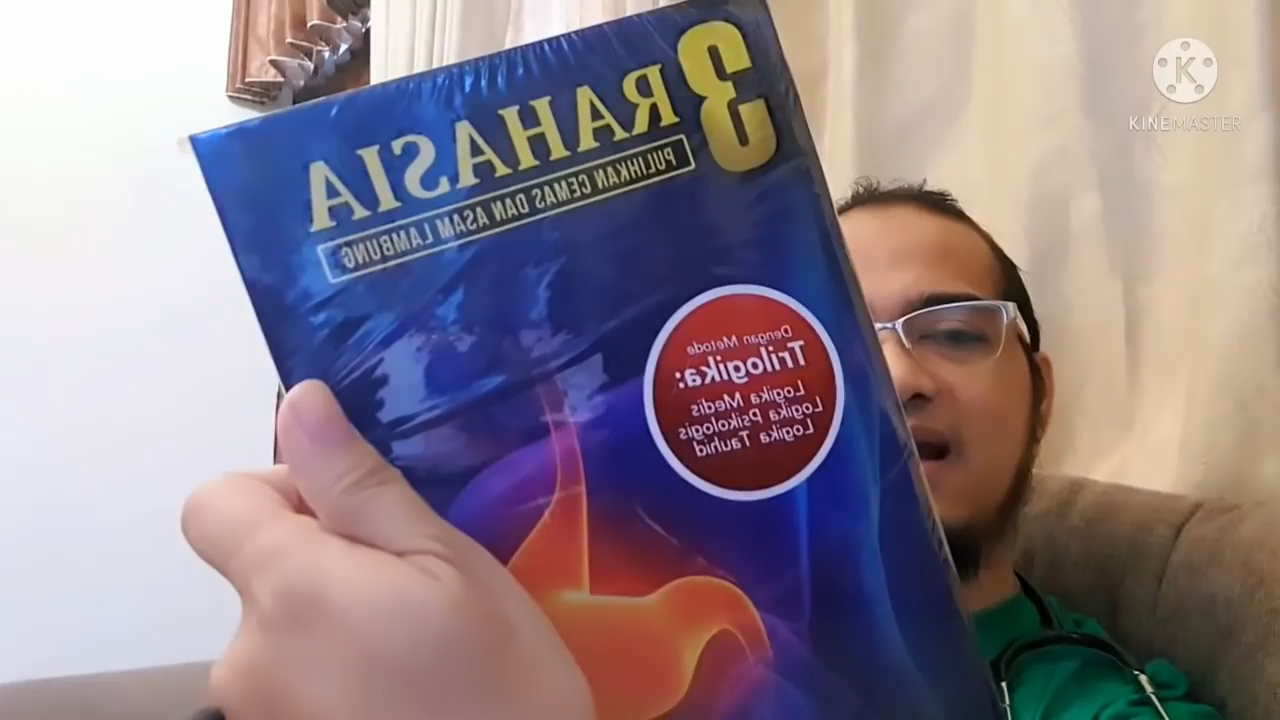 3 RAHASIA
PULIHKAN CEMAS DAN ASAM LAMBUNG
Dengan Metode
Trilogika:
Logika Medis
Logika Psikologis
Logika Tauhid
K
KINEMASTER